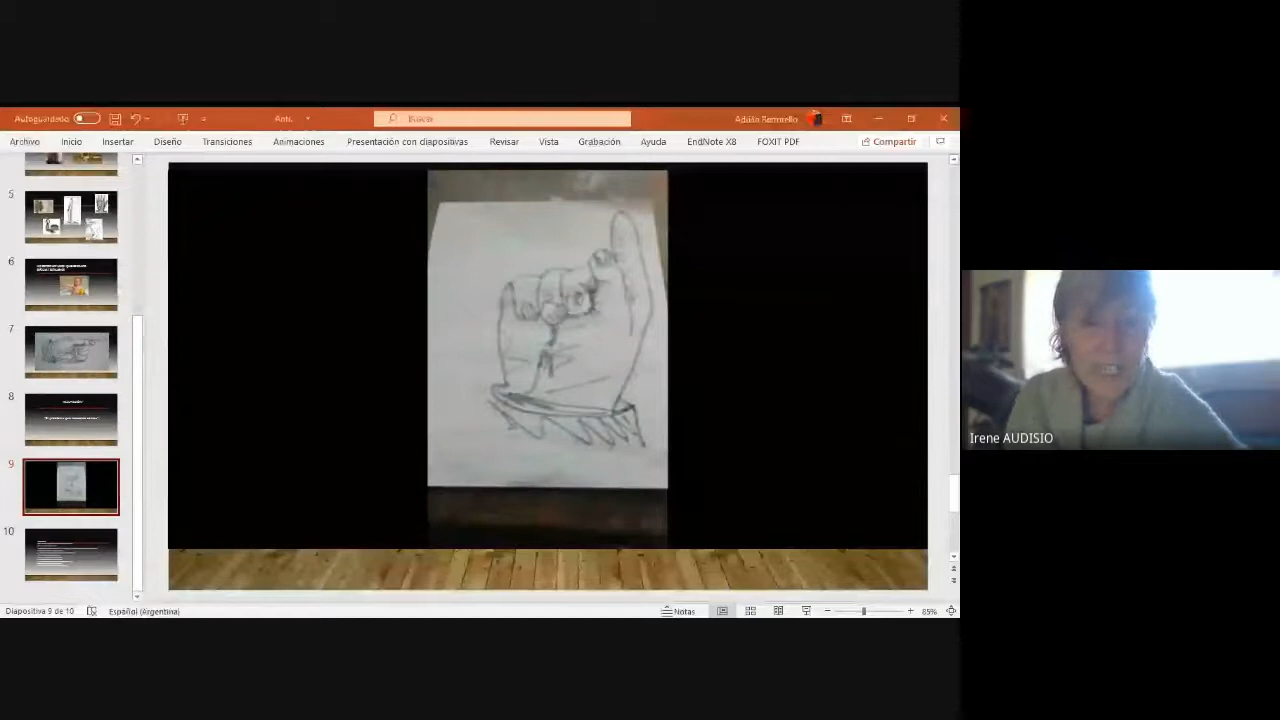 Autoguardado
Buscar
Adrián Bertorello
Archivo Inicio Insertar Diseño Transiciones Animaciones Presentación con diapositivas Revisar Vista Grabación Ayuda EndNote X8 FOXIT PDF Compartir
5
6
7
8
9
10
Irene AUDISIO
Diapositiva 9 de 10 Español (Argentina) Notas 85%